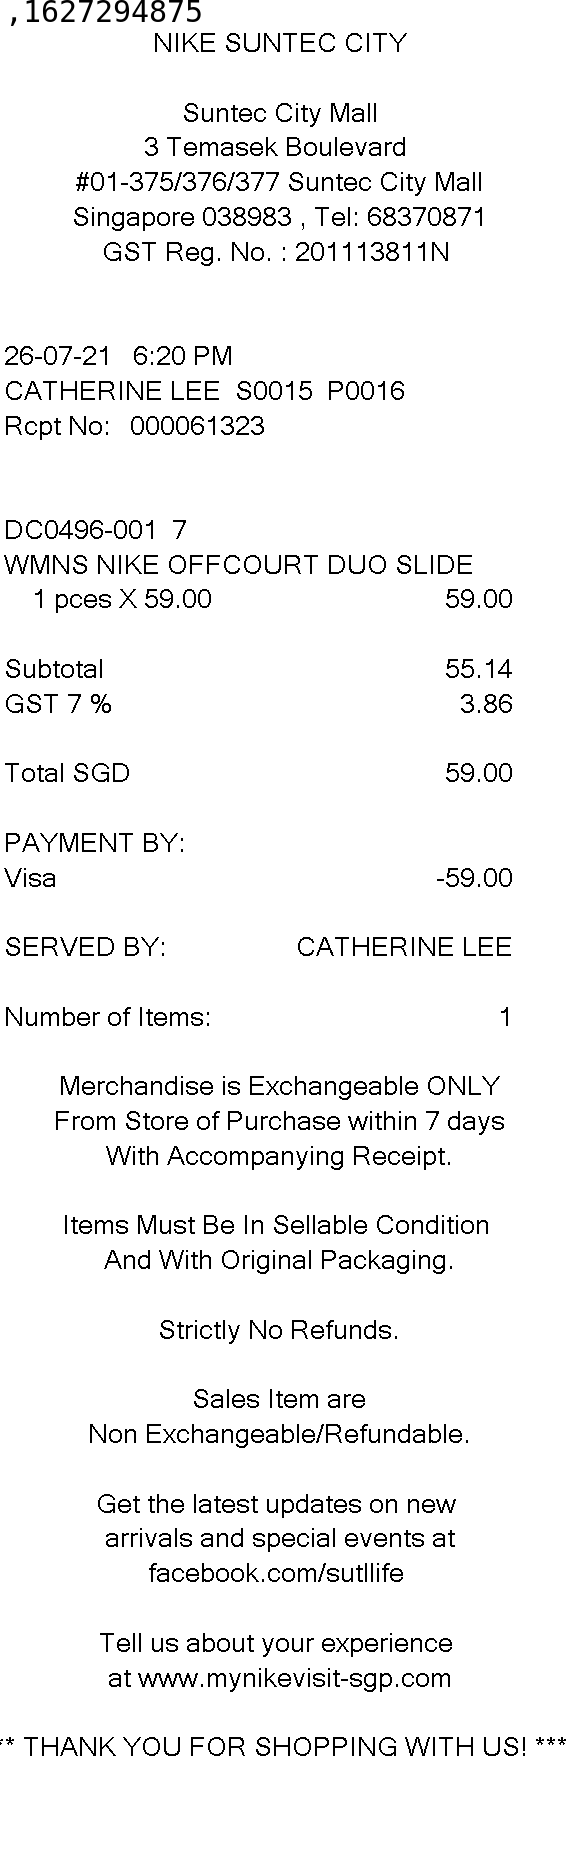 ,1627294875
NIKE SUNTEC CITY
Suntec City Mall
3 Temasek Boulevard
#01-375/376/377 Suntec City Mall
Singapore 038983 , Tel: 68370871
GST Reg. No. : 201113811N
26-07-21 6:20 PM
CATHERINE LEE S0015 P0016
Rcpt No: 000061323
DC0496-001 7
WMNS NIKE OFFCOURT DUO SLIDE
1 pces X 59.00 59.00
Subtotal 55.14
GST 7 % 3.86
Total SGD 59.00
PAYMENT BY:
Visa -59.00
SERVED BY: CATHERINE LEE
Number of Items: 1
Merchandise is Exchangeable ONLY
From Store of Purchase within 7 days
With Accompanying Receipt.
Items Must Be In Sellable Condition
And With Original Packaging.
Strictly No Refunds.
Sales Item are
Non Exchangeable/Refundable.
Get the latest updates on new
arrivals and special events at
facebook.com/sutllife
Tell us about your experience
at www.mynikevisit-sgp.com
** THANK YOU FOR SHOPPING WITH US! ***